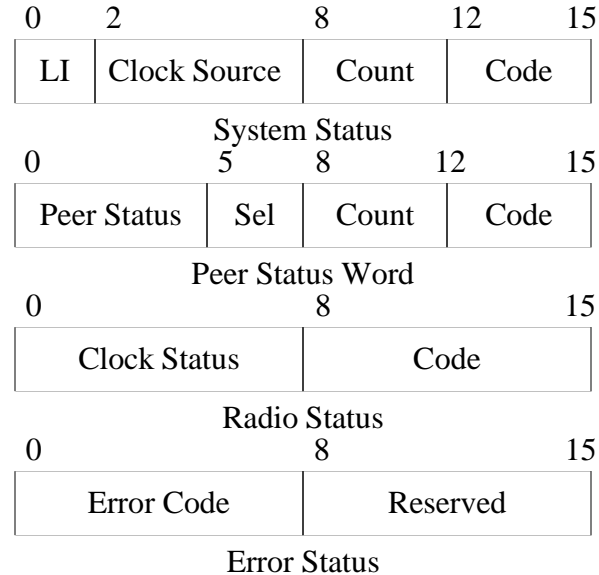 0 2 8 12 15
LI Clock Source Count Code
System Status
0 5 8 12 15
Peer Status Sel Count Code
Peer Status Word
0 8 15
Clock Status Code
Radio Status
0 8 15
Error Code Reserved
Error Status